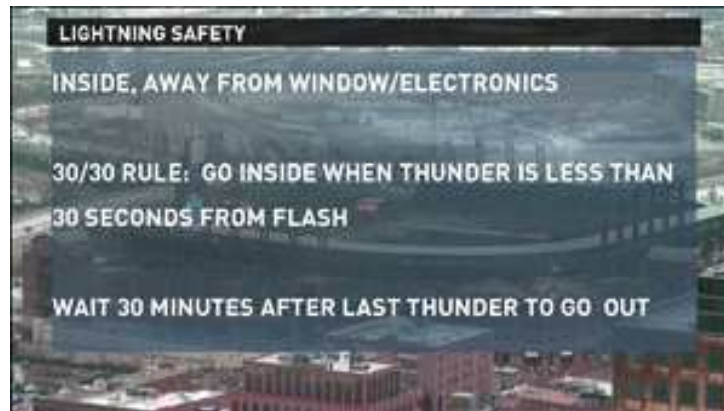 LIGHTNING SAFETY
INSIDE, AWAY FROM WINDOW/ELECTRONICS
30/30 RULE: GO INSIDE WHEN THUNDER IS LESS THAN
30 SECONDS FROM FLASH
WAIT 30 MINUTES AFTER LAST THUNDER TO GO OUT